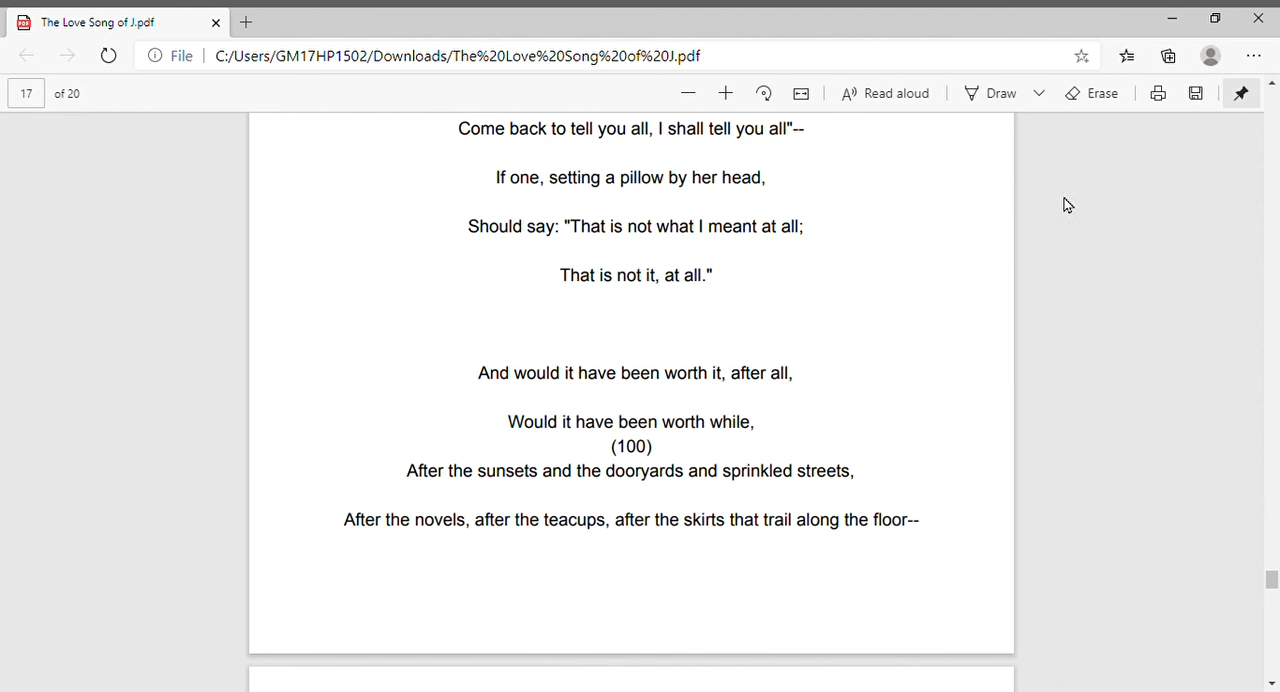 The Love Song of J.pdf
File
C:/Users/GM17HP1502/Downloads/The%20Love%20Song%20of%20J.pdf
17 of 20
Read aloud
Draw
Erase
Come back to tell you all, I shall tell you all"--
If one, setting a pillow by her head,
Should say: "That is not what I meant at all;
That is not it, at all."
And would it have been worth it, after all,
Would it have been worth while,
(100)
After the sunsets and the dooryards and sprinkled streets,
After the novels, after the teacups, after the skirts that trail along the floor--